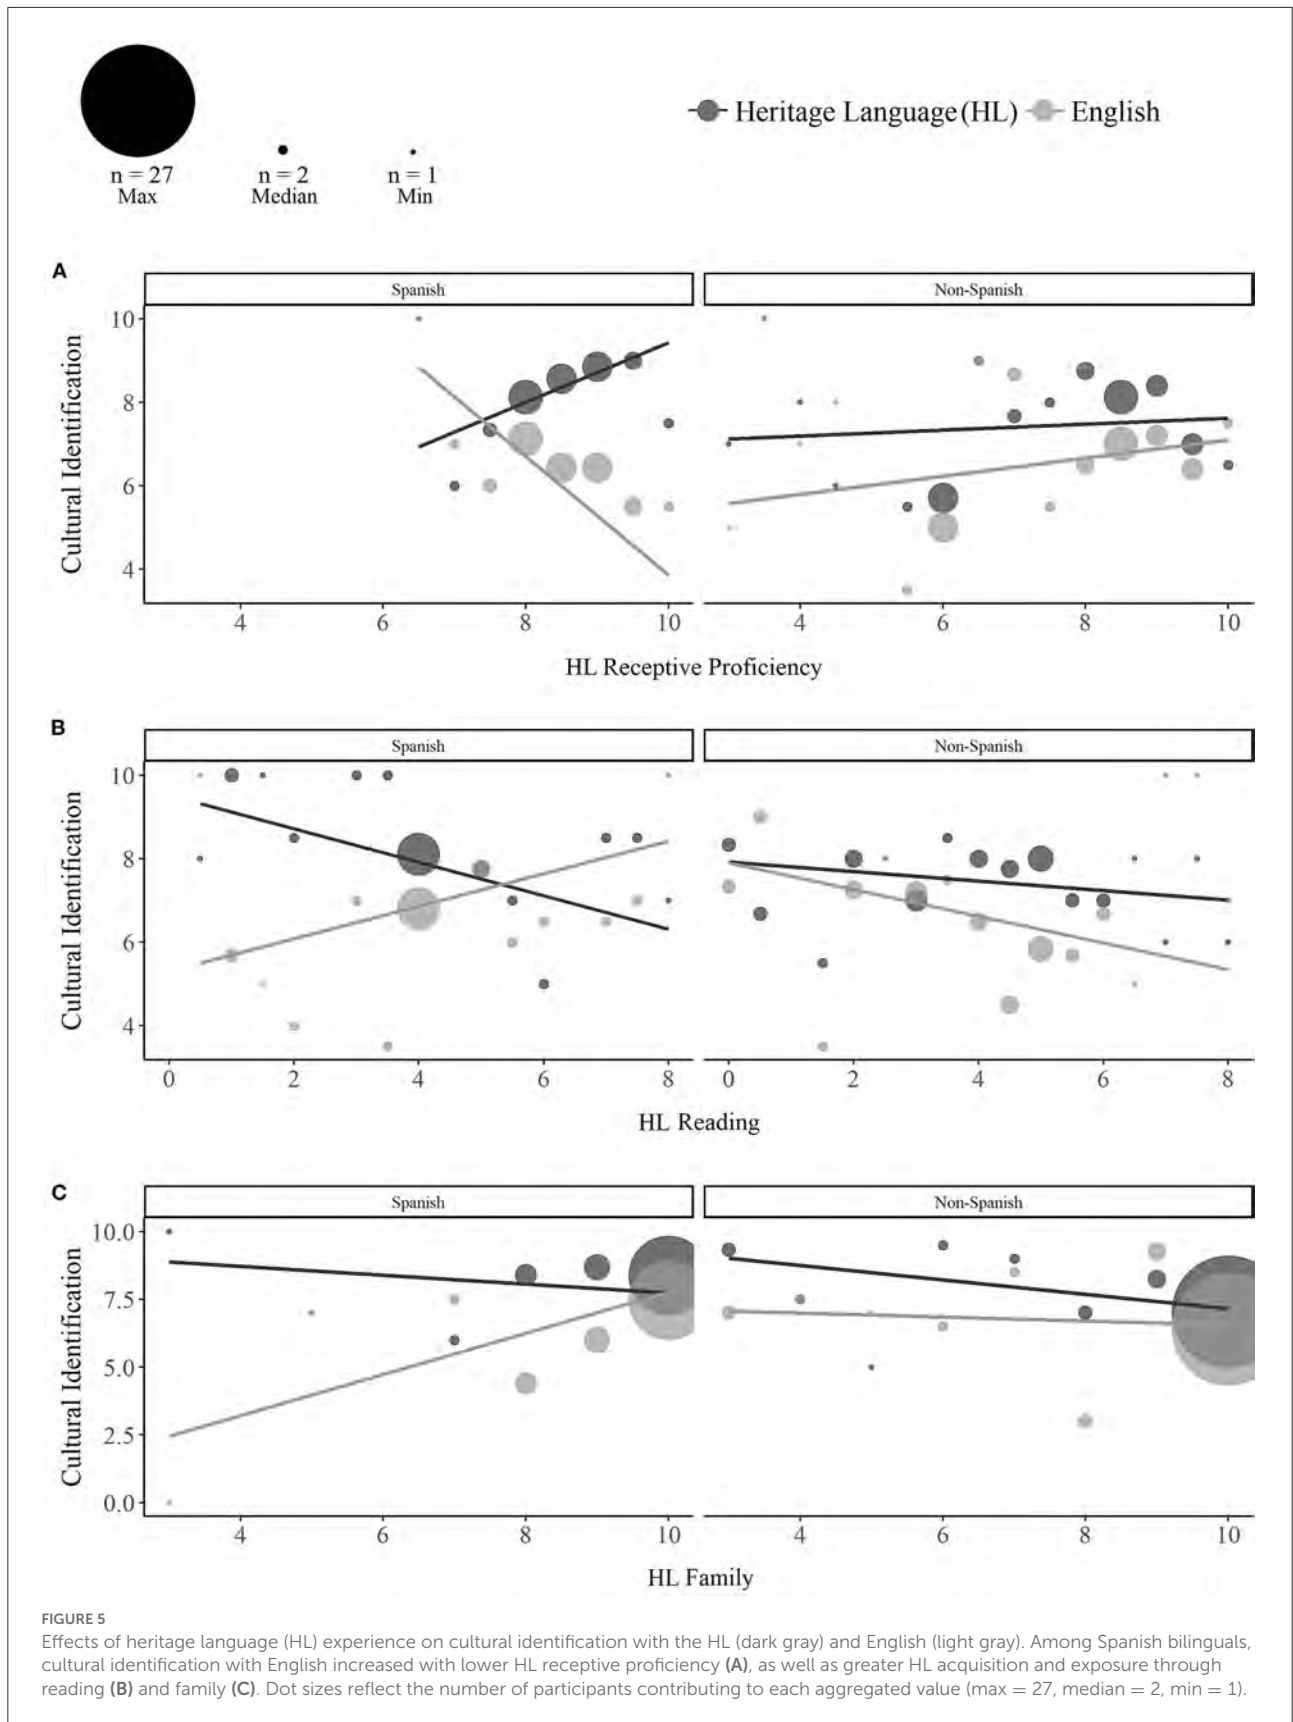 Heritage Language (HL) English
n = 27 n = 2 n = 1
Max Median Min
A
Spanish Non-Spanish
Cultural Identification
10
8
6
4
4 6 8 10 4 6 8 10
HL Receptive Proficiency
B
Spanish Non-Spanish
Cultural Identification
10
8
6
4
0 2 4 6 8 0 2 4 6 8
HL Reading
C
Spanish Non-Spanish
Cultural Identification
10.0
7.5
5.0
2.5
0.0
4 6 8 10 4 6 8 10
HL Family
FIGURE 5
Effects of heritage language (HL) experience on cultural identification with the HL (dark gray) and English (light gray). Among Spanish bilinguals,
cultural identification with English increased with lower HL receptive proficiency (A), as well as greater HL acquisition and exposure through
reading (B) and family (C). Dot sizes reflect the number of participants contributing to each aggregated value (max = 27, median = 2, min = 1).